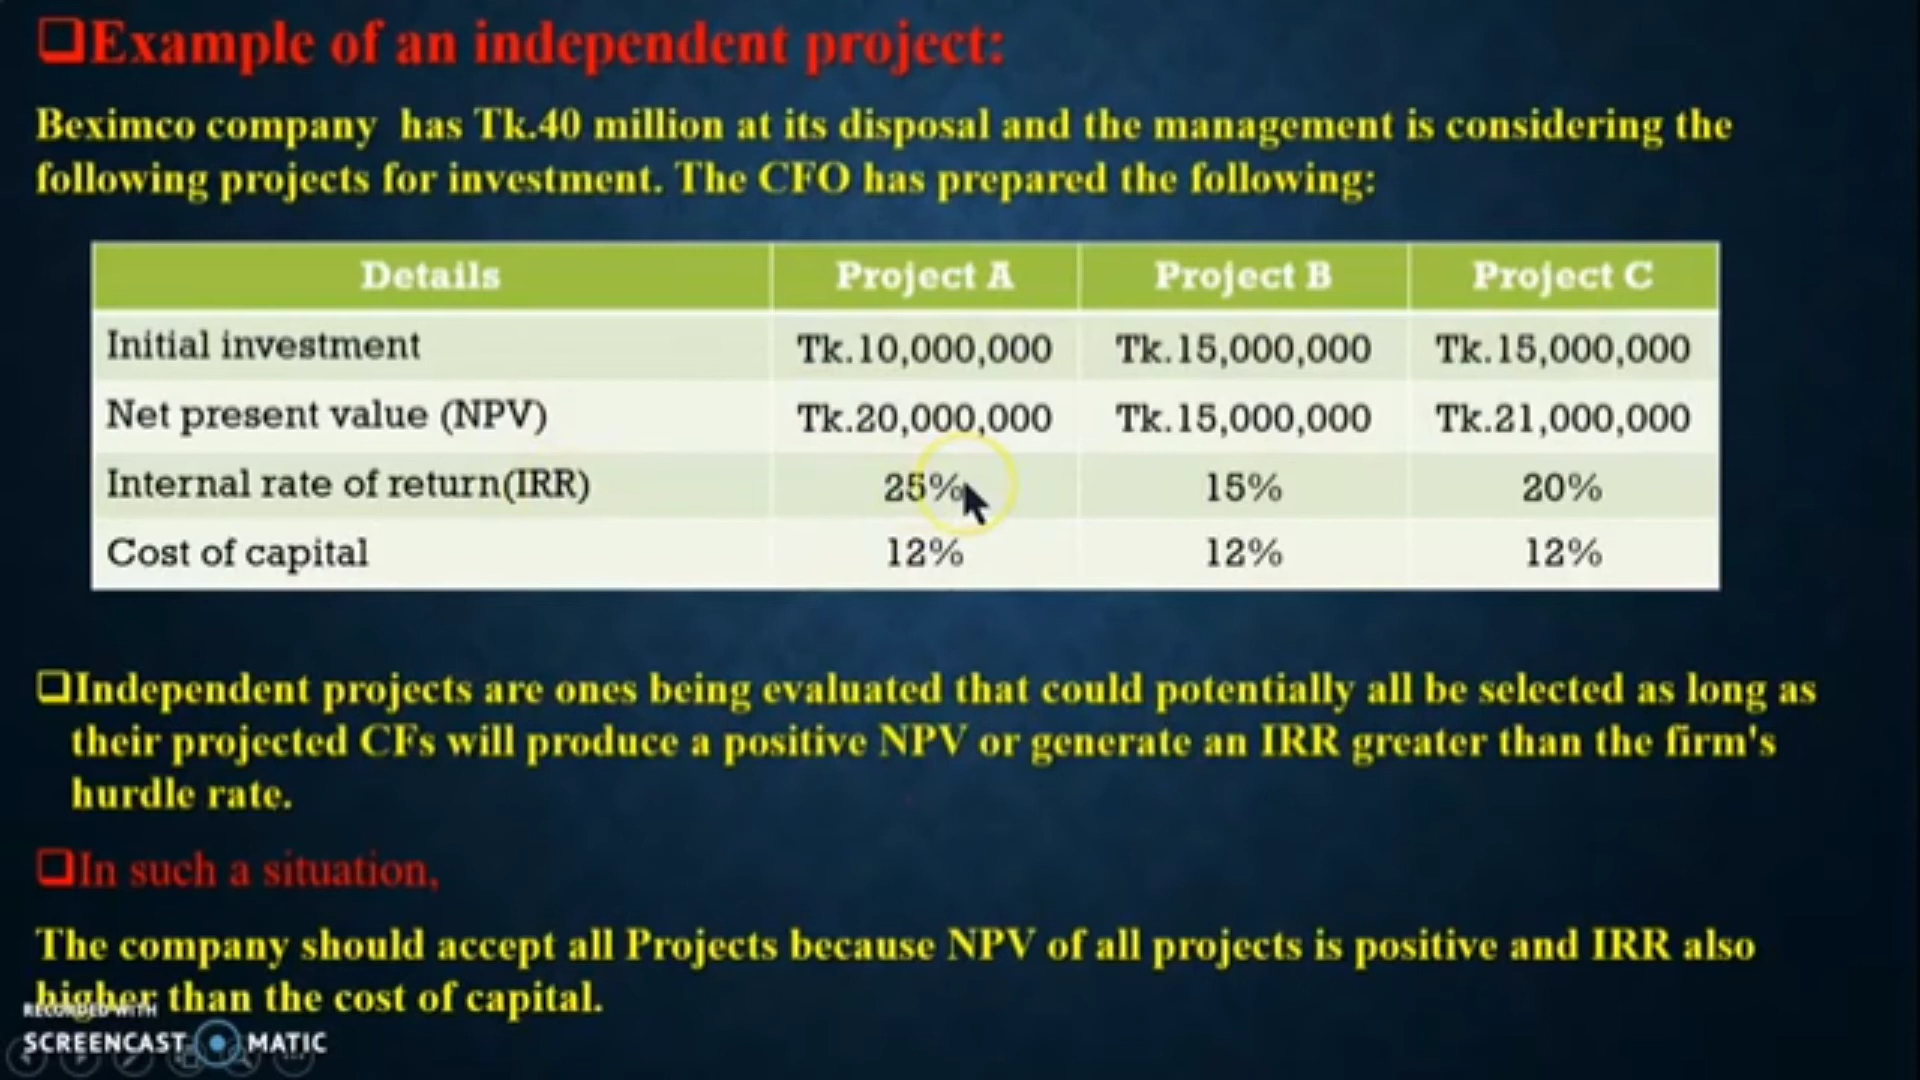 Example of an independent project:
Beximco company has Tk.40 million at its disposal and the management is considering the
following projects for investment. The CFO has prepared the following:
Details Project A Project B Project C
Initial investment Tk.10,000,000 Tk.15,000,000 Tk.15,000,000
Net present value (NPV) Tk.20,000,000 Tk.15,000,000 Tk.21,000,000
Internal rate of return(IRR) 25% 15% 20%
Cost of capital 12% 12% 12%
Independent projects are ones being evaluated that could potentially all be selected as long as
their projected CFs will produce a positive NPV or generate an IRR greater than the firm's
hurdle rate.
In such a situation,
The company should accept all Projects because NPV of all projects is positive and IRR also
higher than the cost of capital.
RECORDED WITH
SCREENCAST MATIC